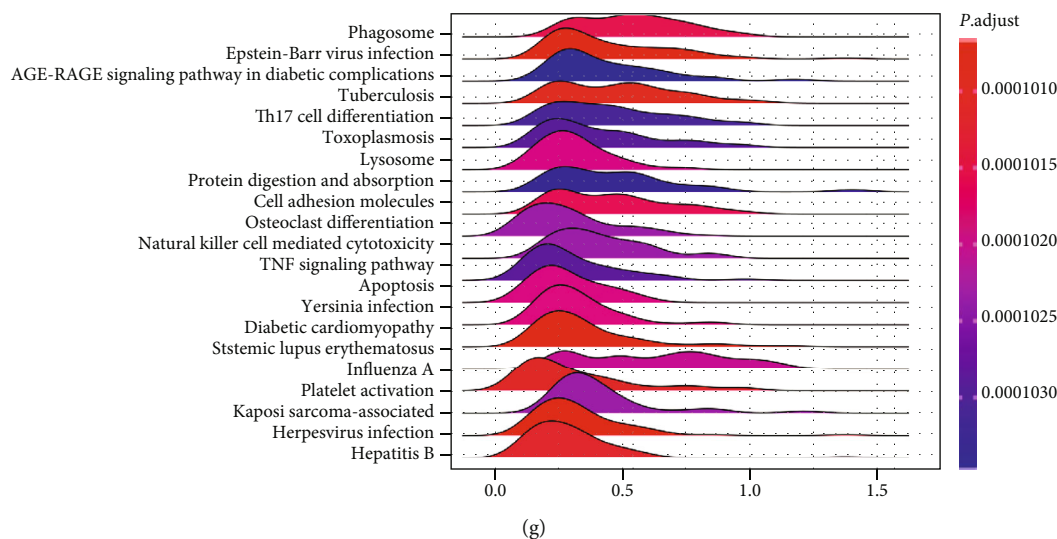 P.adjust
Phagosome
Epstein-Barr virus infection
AGE-RAGE signaling pathway in diabetic complications
Tuberculosis
Th17 cell differentiation
Toxoplasmosis
Lysosome
Protein digestion and absorption
Cell adhesion molecules
Osteoclast differentiation
Natural killer cell mediated cytotoxicity
TNF signaling pathway
Apoptosis
Yersinia infection
Diabetic cardiomyopathy
Ststemic lupus erythematosus
Influenza A
Platelet activation
Kaposi sarcoma-associated
Herpesvirus infection
Hepatitis B
0.0001010
0.0001015
0.0001020
0.0001025
0.0001030
0.0 0.5 1.0 1.5
(g)